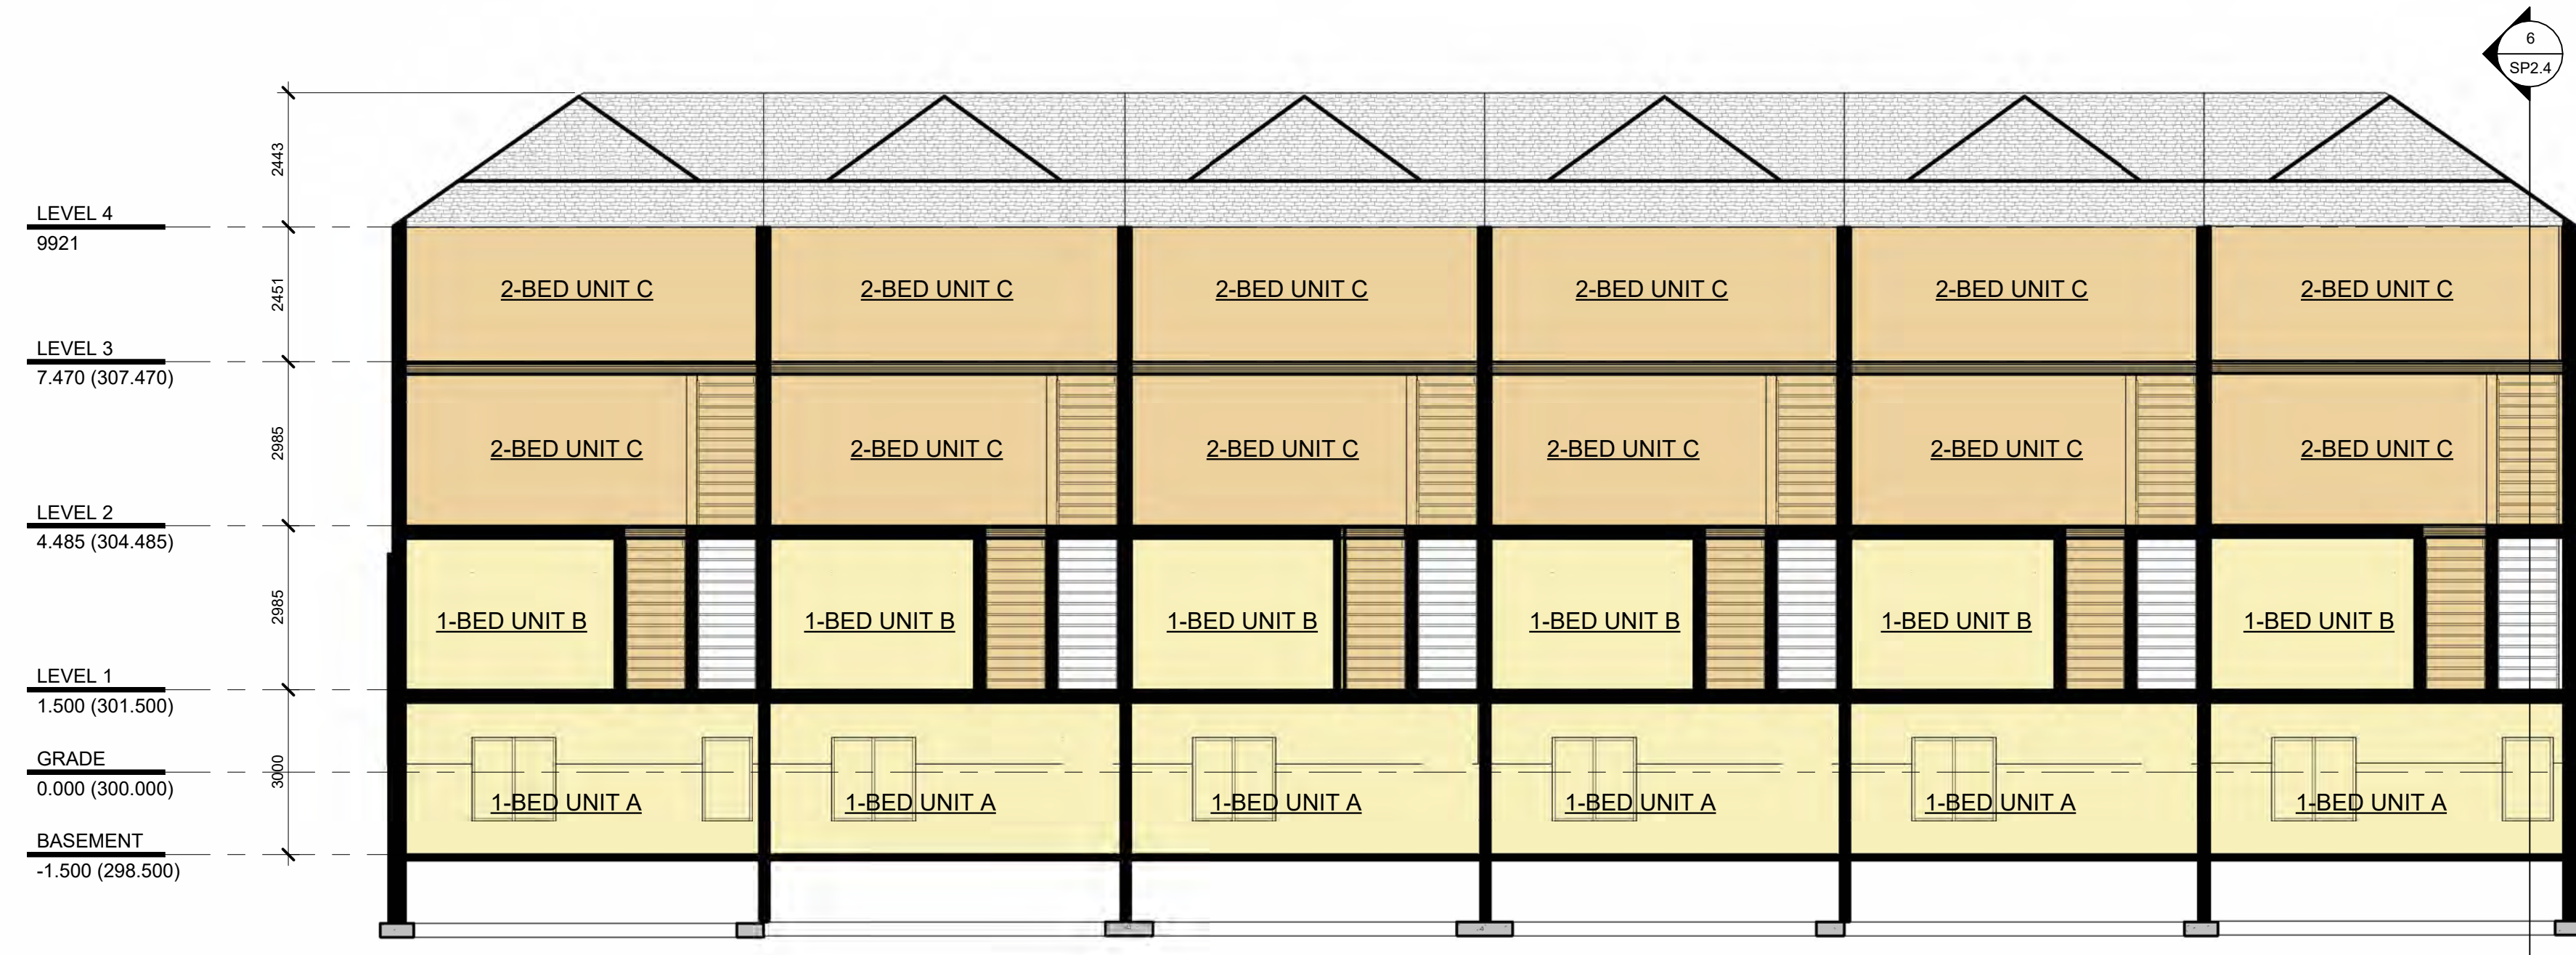 6
SP2.4
2443
LEVEL 4
9921
2451
2-BED UNIT C 2-BED UNIT C 2-BED UNIT C 2-BED UNIT C 2-BED UNIT C 2-BED UNIT C
LEVEL 3
7.470 (307.470)
2985
2-BED UNIT C 2-BED UNIT C 2-BED UNIT C 2-BED UNIT C 2-BED UNIT C 2-BED UNIT C
LEVEL 2
4.485 (304.485)
2985
1-BED UNIT B 1-BED UNIT B 1-BED UNIT B 1-BED UNIT B 1-BED UNIT B 1-BED UNIT B
LEVEL 1
1.500 (301.500)
GRADE
0.000 (300.000)
3000
1-BED UNIT A 1-BED UNIT A 1-BED UNIT A 1-BED UNIT A 1-BED UNIT A 1-BED UNIT A
BASEMENT
-1.500 (298.500)